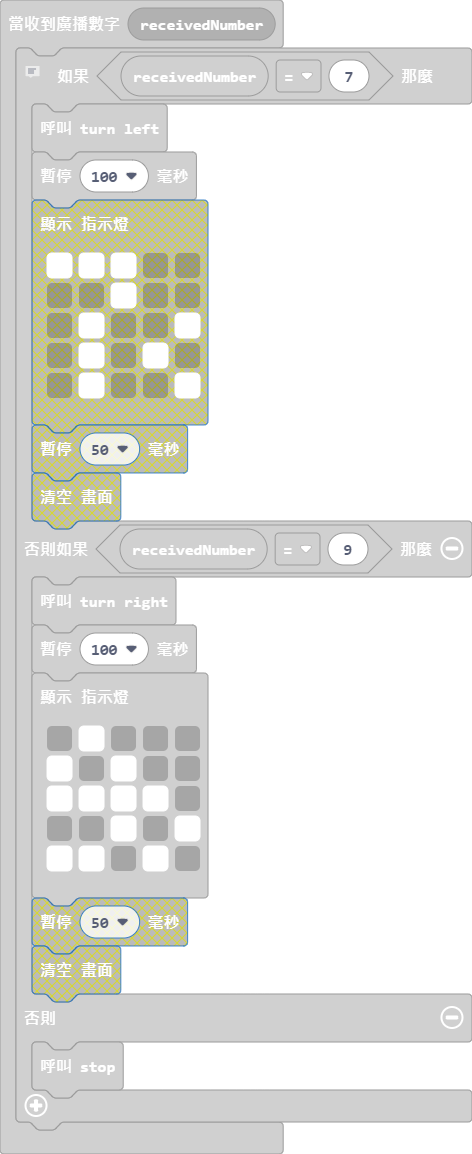 當收到廣播數字 receivedNumber
如果 receivedNumber = 7 那麼
呼叫 turn left
暫停 100 毫秒
顯示 指示燈
暫停 50 毫秒
清空 畫面
否則如果 receivedNumber = 9 那麼
呼叫 turn right
暫停 100 毫秒
顯示 指示燈
暫停 50 毫秒
清空 畫面
否則
呼叫 stop